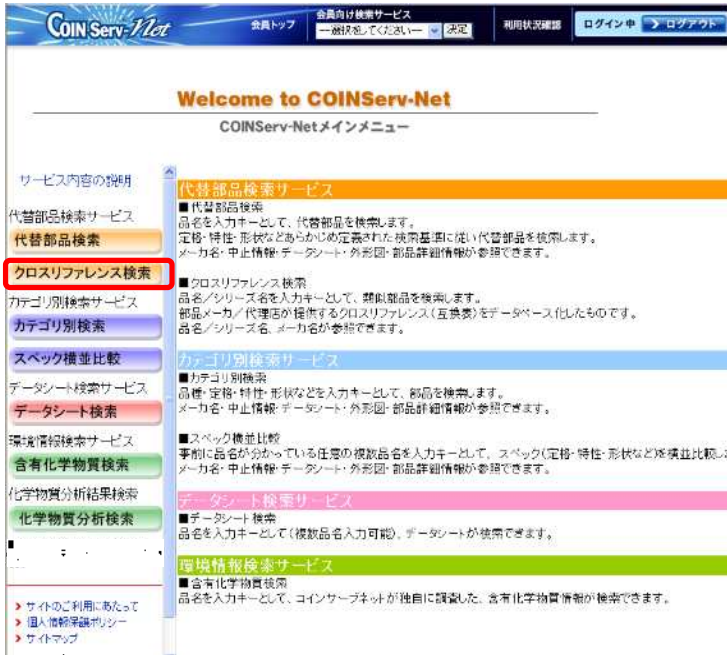 COIN Serv-Net
会員トップ
会員向け検索サービス
―選択してください― 決定
利用状況確認
ログイン中
ログアウト
Welcome to COINServ-Net
COINServ-Netメインメニュー
サービス内容の説明
代替部品検索サービス
代替部品検索
クロスリファレンス検索
カテゴリ別検索サービス
カテゴリ別検索
スペック横並比較
データシート検索サービス
データシート検索
環境情報検索サービス
含有化学物質検索
化学物質分析結果検索
化学物質分析検索
サイトのご利用にあたって
個人情報保護ポリシー
サイトマップ
代替部品検索サービス
■代替部品検索
品名を入力キーとして、代替部品を検索します。
定格・特性・形状などあらかじめ定義された検索基準に従い代替部品を検索します。
メーカ名・中止情報・データシート・外形図・部品詳細情報が参照できます。
■クロスリファレンス検索
品名／シリーズ名を入力キーとして、類似部品を検索します。
部品メーカ／代理店が提供するクロスリファレンス（互換表）をデータベース化したものです。
品名／シリーズ名、メーカ名が参照できます。
カテゴリ別検索サービス
■カテゴリ別検索
品種・定格・特性・形状などを入力キーとして、部品を検索します。
メーカ名・中止情報・データシート・外形図・部品詳細情報が参照できます。
■スペック横並比較
事前に品名が分かっている任意の複数品名を入力キーとして、スペック（定格・特性・形状など）を横並比較し
メーカ名・中止情報・データシート・外形図・部品詳細情報が参照できます。
データシート検索サービス
■データシート検索
品名を入力キーとして（複数品名入力可能）、データシートが検索できます。
環境情報検索サービス
■含有化学物質検索
品名を入力キーとして、コインサーブネットが独自に調査した、含有化学物質情報が検索できます。